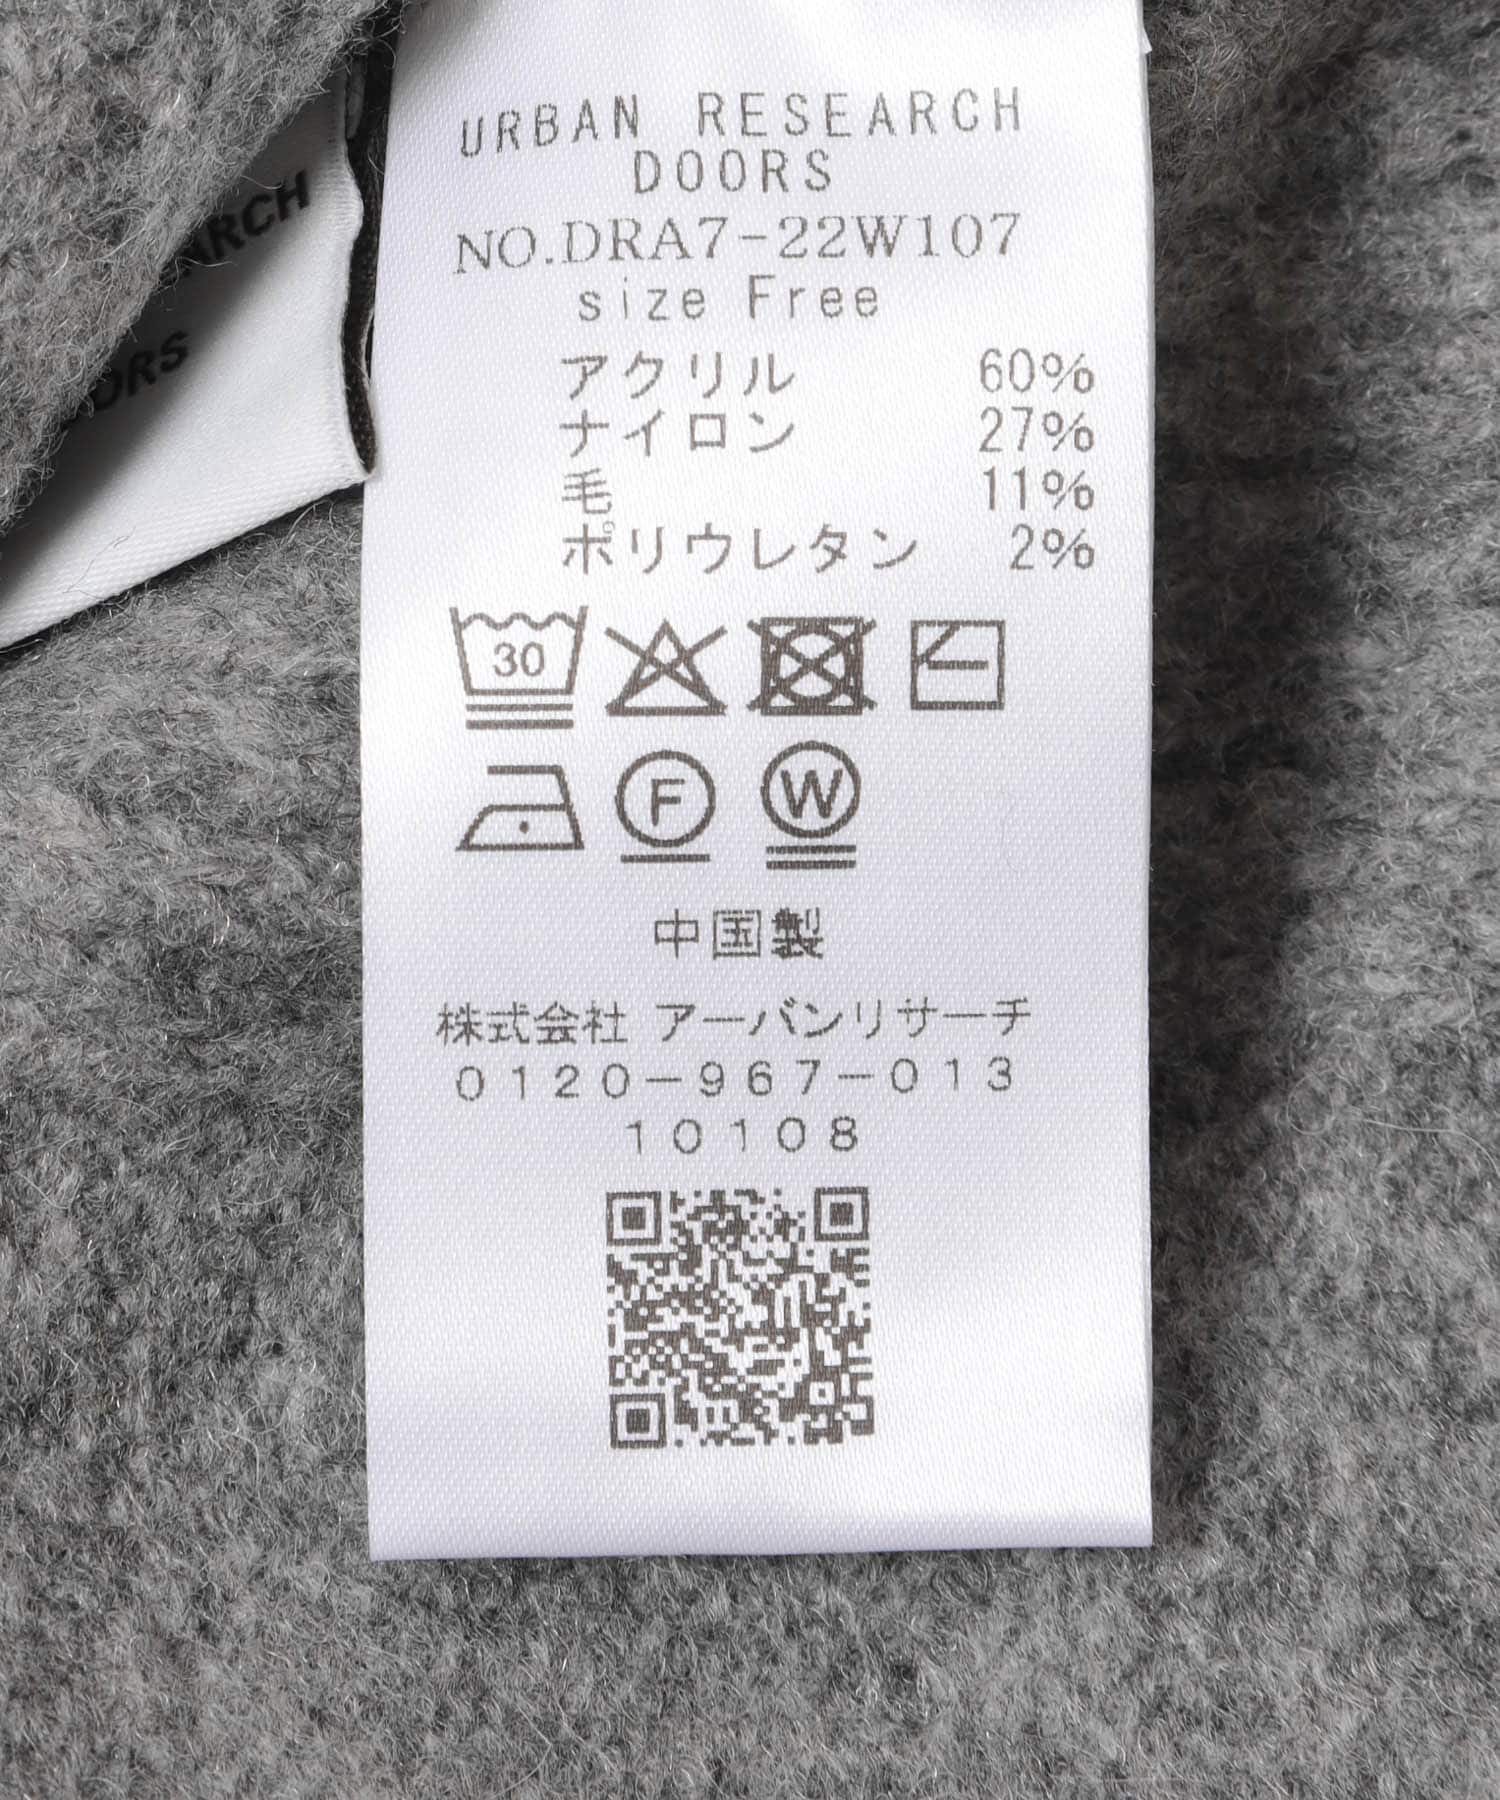 URBAN RESEARCH
DOORS
NO.DRA7-22W107
size Free
アクリル 60%
ナイロン 27%
毛 11%
ポリウレタン 2%
30
F W
中国製
株式会社 アーバンリサーチ
0120-967-013
10108